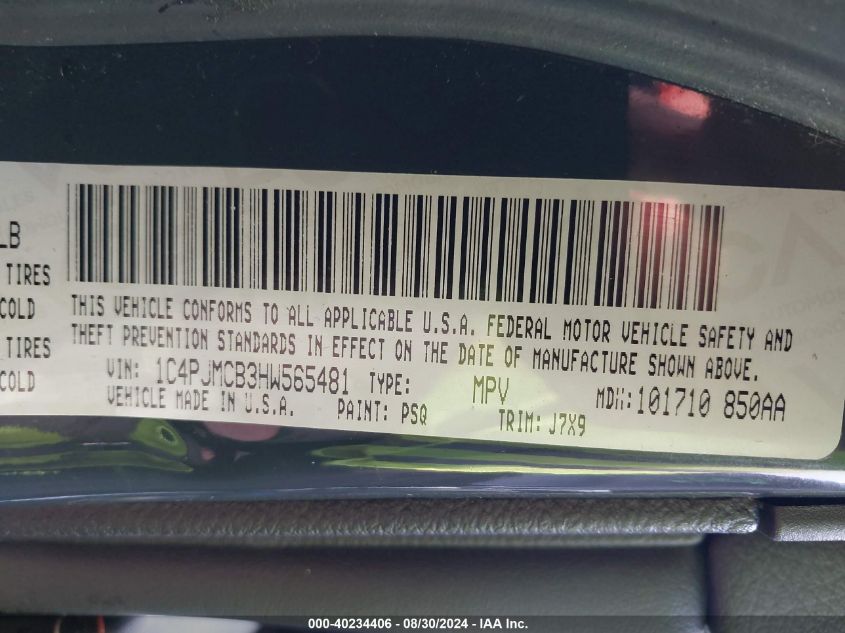 LB
TIRES
COLD
TIRES
COLD
THIS VEHICLE CONFORMS TO ALL APPLICABLE U.S.A. FEDERAL MOTOR VEHICLE SAFETY AND
THEFT PREVENTION STANDARDS IN EFFECT ON THE DATE OF MANUFACTURE SHOWN ABOVE.
VIN: 1C4PJMCB3HW565481 TYPE: MPV MDH:101710 850AA
VEHICLE MADE IN U.S.A. PAINT: PSQ TRIM: J7X9
000-40234406 - 08/30/2024 - IAA Inc.